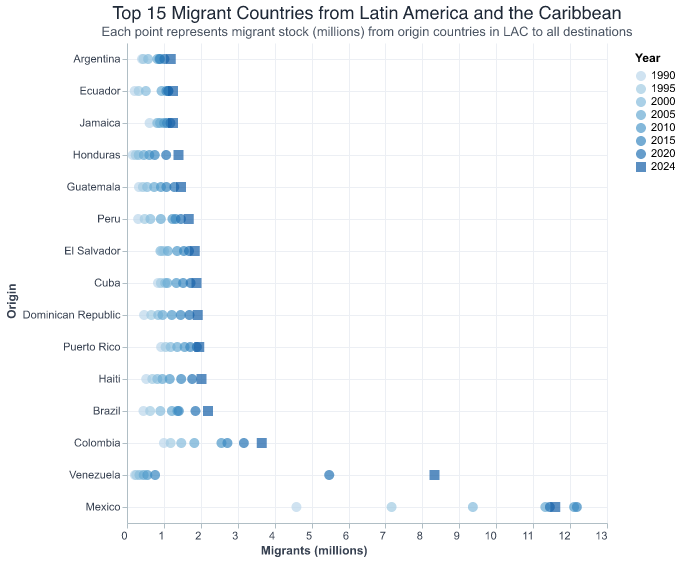 Top 15 Migrant Countries from Latin America and the Caribbean
Each point represents migrant stock (millions) from origin countries in LAC to all destinations
Year
1990
1995
2000
2005
2010
2015
2020
2024
Origin
Argentina
Ecuador
Jamaica
Honduras
Guatemala
Peru
El Salvador
Cuba
Dominican Republic
Puerto Rico
Haiti
Brazil
Colombia
Venezuela
Mexico
0 1 2 3 4 5 6 7 8 9 10 11 12 13
Migrants (millions)